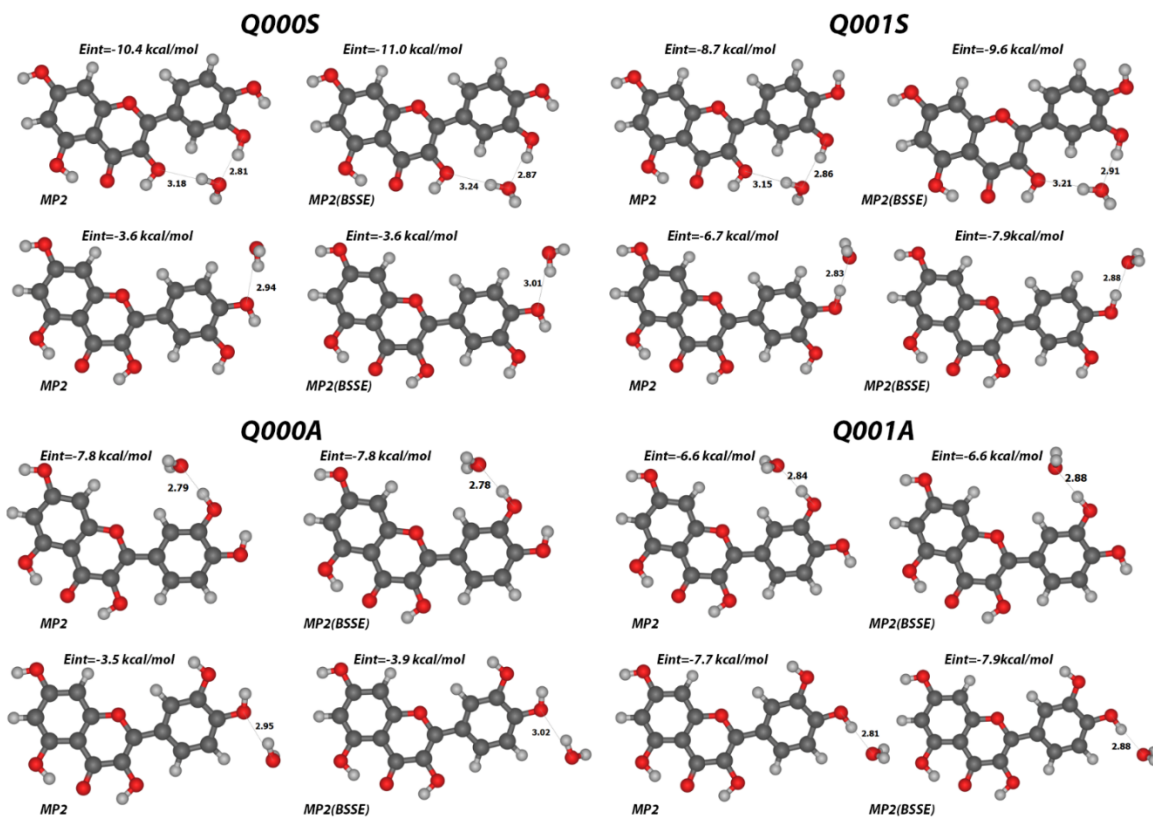 Q000S
Q001S
Eint=-10.4 kcal/mol
Eint=-11.0 kcal/mol
Eint=-8.7 kcal/mol
Eint=-9.6 kcal/mol
3.18
2.81
3.24
2.87
3.15
2.86
3.21
2.91
MP2
MP2(BSSE)
MP2
MP2(BSSE)
Eint=-3.6 kcal/mol
Eint=-3.6 kcal/mol
Eint=-6.7 kcal/mol
Eint=-7.9kcal/mol
2.94
3.01
2.83
2.88
MP2
MP2(BSSE)
MP2
MP2(BSSE)
Q000A
Q001A
Eint=-7.8 kcal/mol
Eint=-7.8 kcal/mol
Eint=-6.6 kcal/mol
Eint=-6.6 kcal/mol
2.79
2.78
2.84
2.88
MP2
MP2(BSSE)
MP2
MP2(BSSE)
Eint=-3.5 kcal/mol
Eint=-3.9 kcal/mol
Eint=-7.7 kcal/mol
Eint=-7.9kcal/mol
2.95
3.02
2.81
2.88
MP2
MP2(BSSE)
MP2
MP2(BSSE)